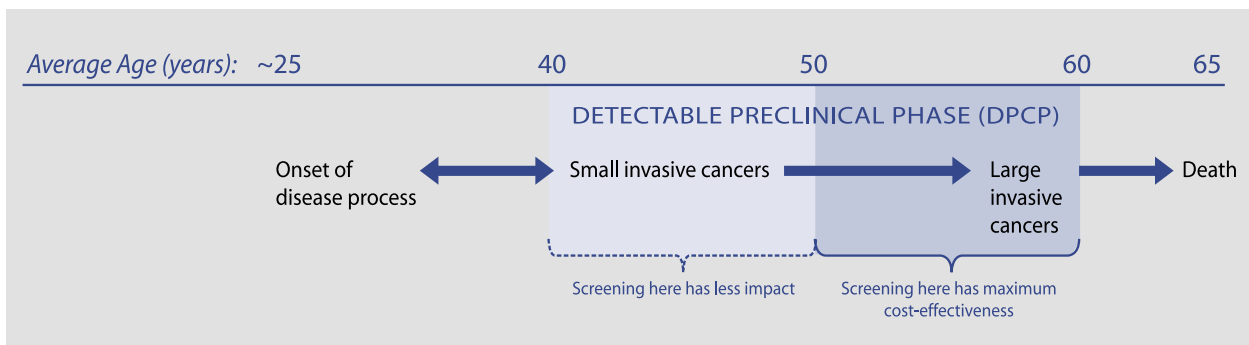 Average Age (years): ~25 40 50 60 65
DETECTABLE PRECLINICAL PHASE (DPCP)
Onset of
disease process
Small invasive cancers
Large
invasive
cancers
Death
Screening here has less impact
Screening here has maximum
cost-effectiveness